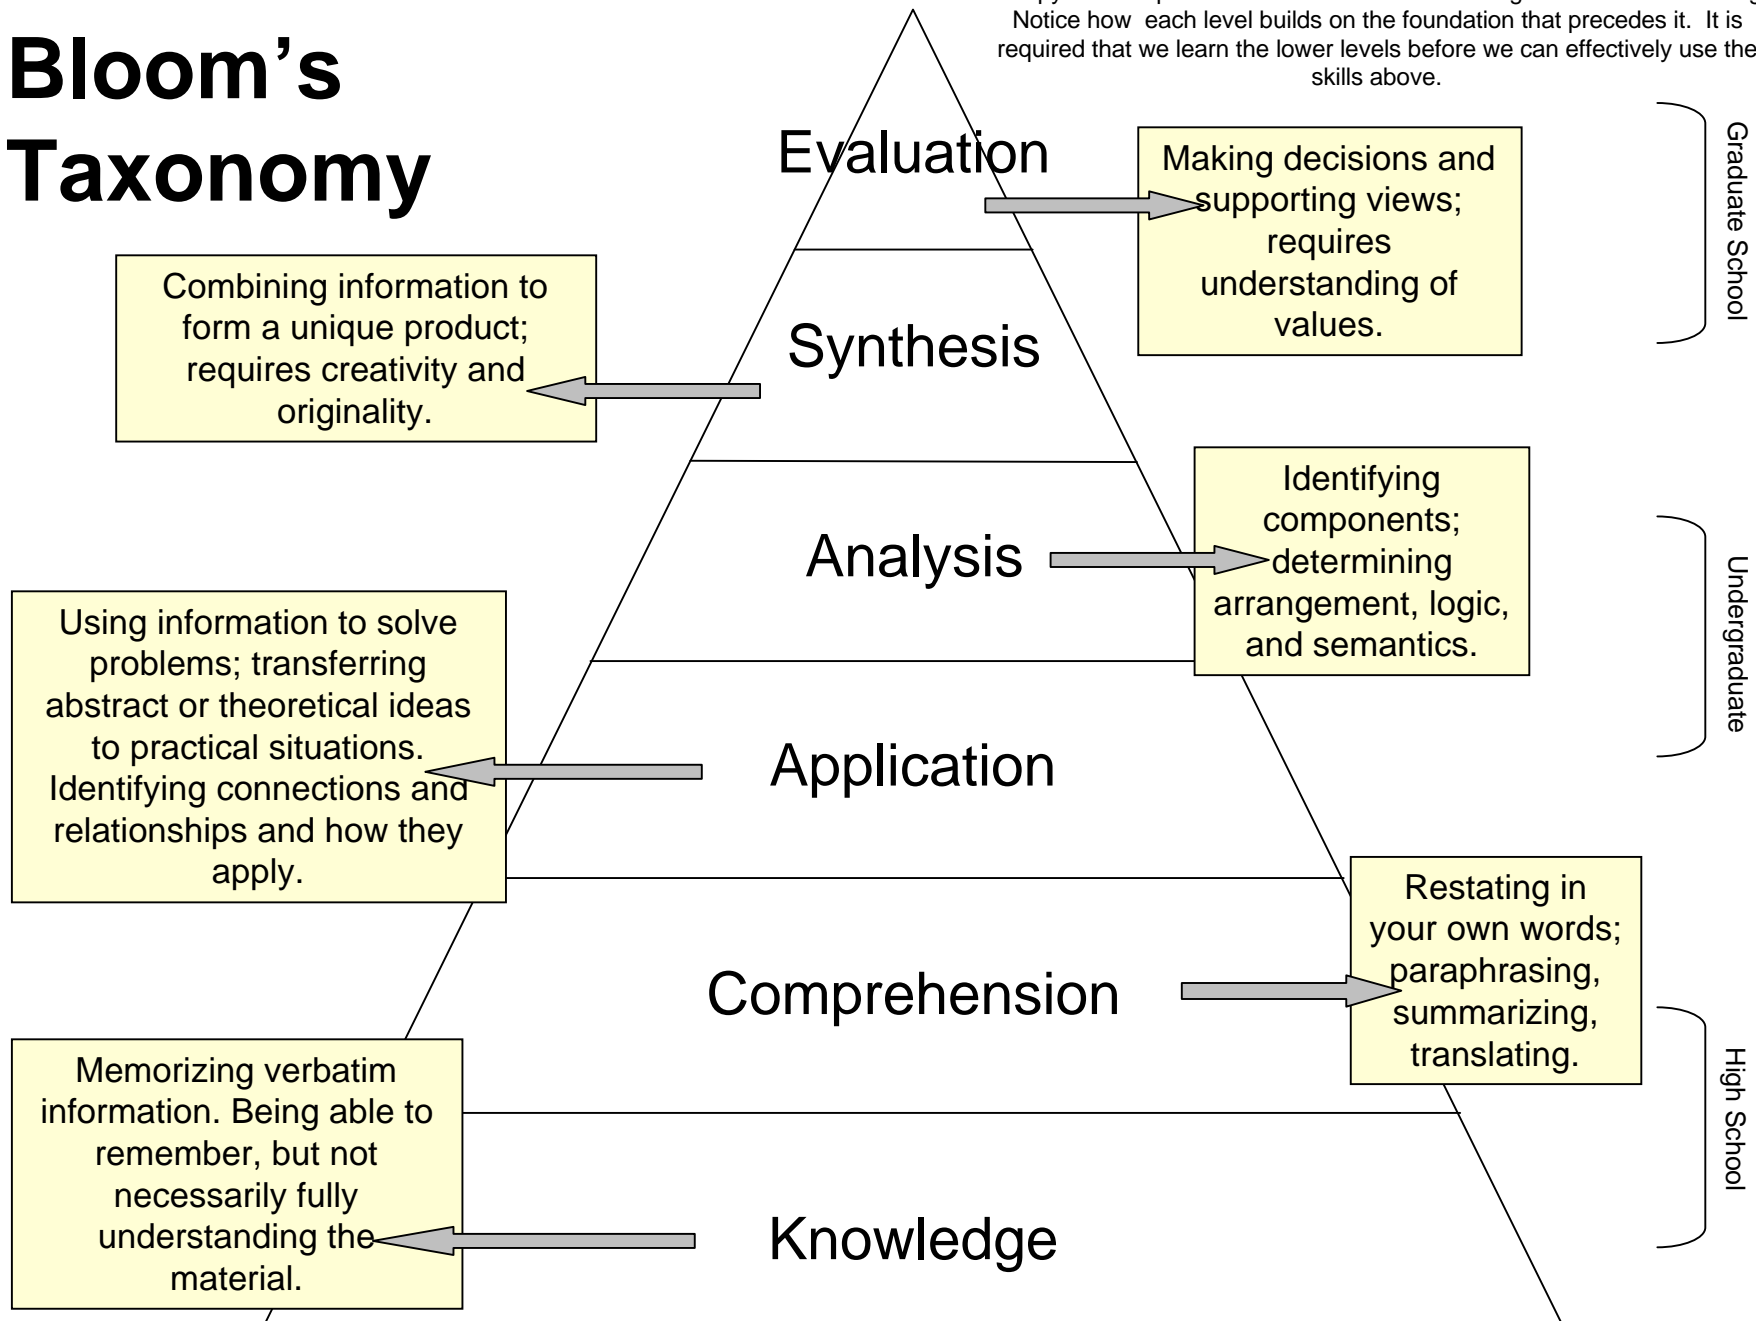 Bloom's
Taxonomy
Notice how each level builds on the foundation that precedes it. It is
required that we learn the lower levels before we can effectively use the
skills above.
Evaluation
Making decisions and
supporting views;
requires
understanding of
values.
Graduate School
Combining information to
form a unique product;
requires creativity and
originality.
Synthesis
Analysis
Identifying
components;
determining
arrangement, logic,
and semantics.
Undergraduate
Using information to solve
problems; transferring
abstract or theoretical ideas
to practical situations.
Identifying connections and
relationships and how they
apply.
Application
Comprehension
Restating in
your own words;
paraphrasing,
summarizing,
translating.
High School
Memorizing verbatim
information. Being able to
remember, but not
necessarily fully
understanding the
material.
Knowledge